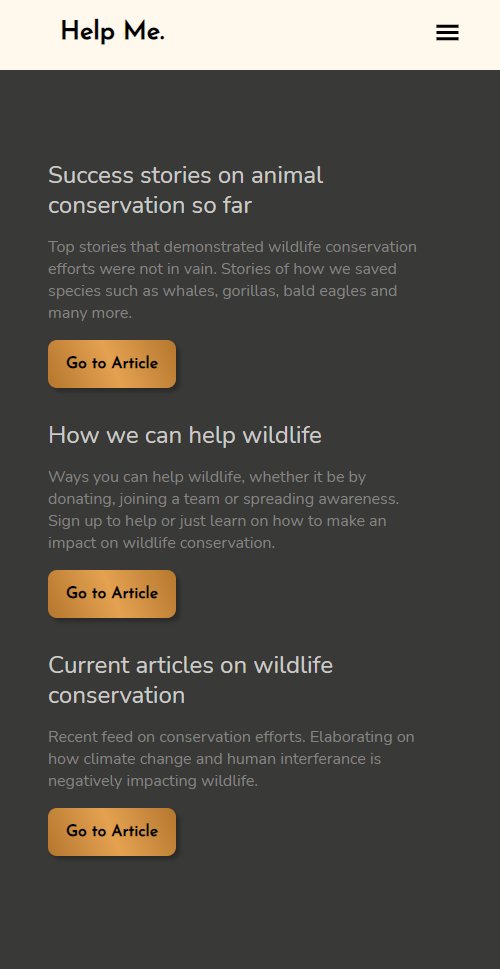 Help Me.
Success stories on animal
conservation so far
Top stories that demonstrated wildlife conservation
efforts were not in vain. Stories of how we saved
species such as whales, gorillas, bald eagles and
many more.
Go to Article
How we can help wildlife
Ways you can help wildlife, whether it be by
donating, joining a team or spreading awareness.
Sign up to help or just learn on how to make an
impact on wildlife conservation.
Go to Article
Current articles on wildlife
conservation
Recent feed on conservation efforts. Elaborating on
how climate change and human interferance is
negatively impacting wildlife.
Go to Article